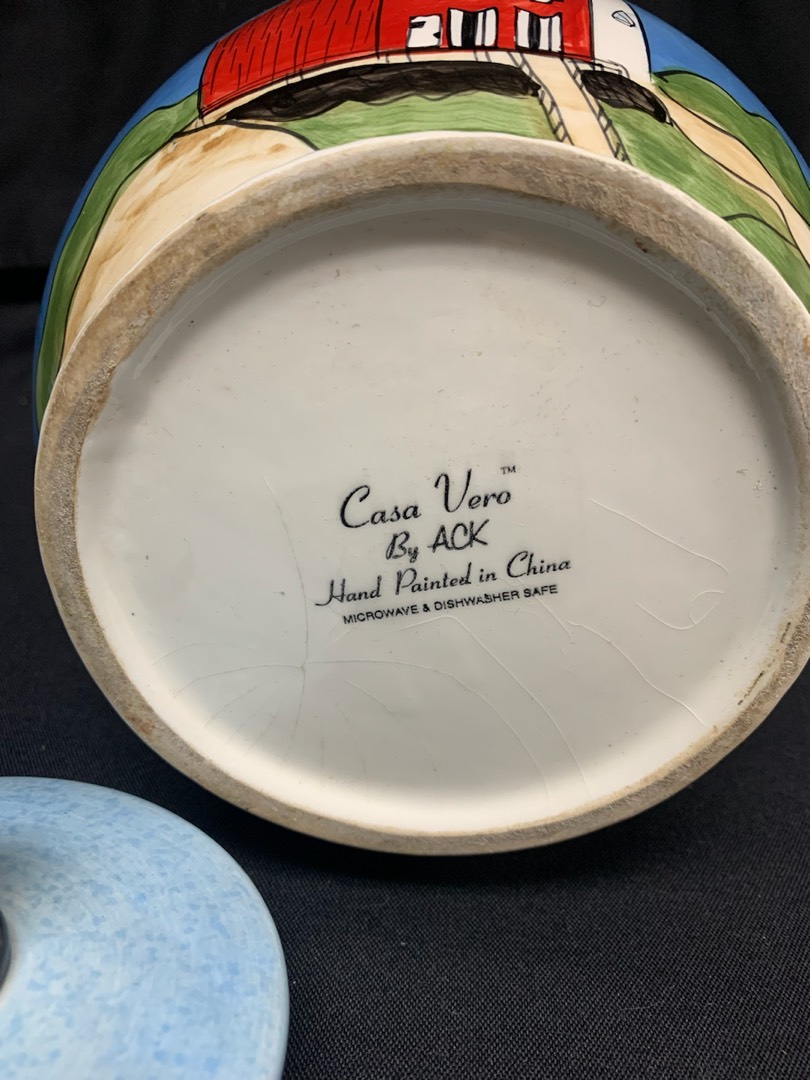 Casa Vero™
By ACK
Hand Painted in China
MICROWAVE & DISHWASHER SAFE